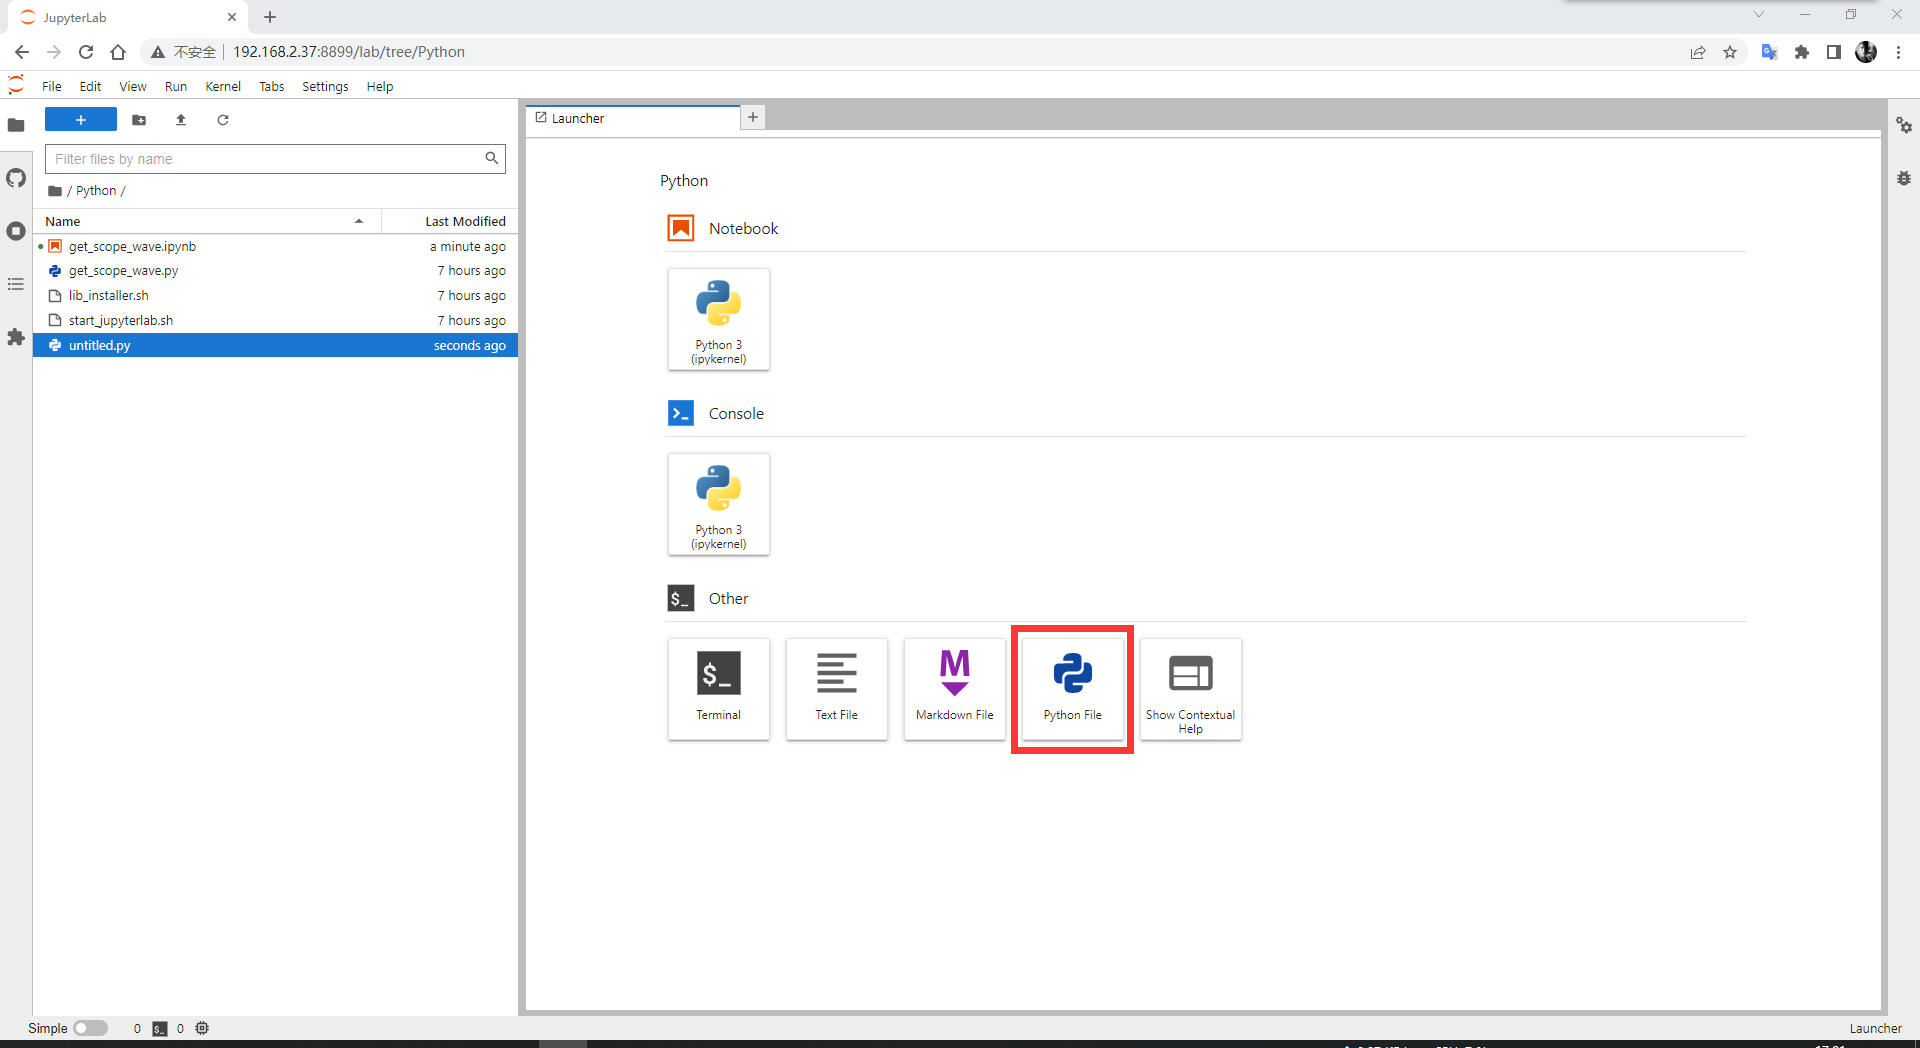 JupyterLab
不安全 192.168.2.37:8899/lab/tree/Python
File Edit View Run Kernel Tabs Settings Help
Launcher
Filter files by name
/ Python /
Name Last Modified
get_scope_wave.ipynb a minute ago
get_scope_wave.py 7 hours ago
lib_installer.sh 7 hours ago
start_jupyterlab.sh 7 hours ago
untitled.py seconds ago
Python
Notebook
Python 3
(ipykernel)
Console
Python 3
(ipykernel)
$_ Other
$_
Terminal
Text File
M
Markdown File
Python File
Show Contextual
Help
Simple 0 $_ 0 Launcher